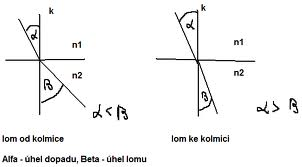 k
α α
n1 n1
n2 n2
β β
α < β α > β
lom od kolmice lom ke kolmici
Alfa - úhel dopadu, Beta - úhel lomu